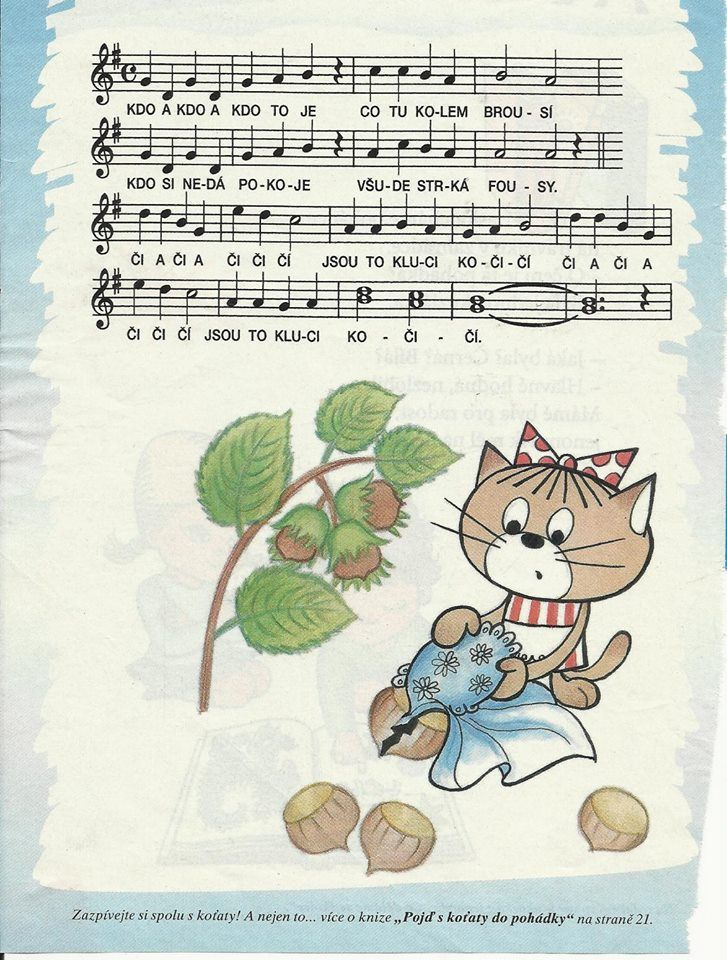 KDO A KDO A KDO TO JE CO TU KO-LEM BROU-SÍ
KDO SI NE-DÁ PO-KO-JE VŠU-DE STR-KÁ FOU-SY.
ČI A ČI A ČI ČI ČÍ JSOU TO KLU-CI KO-ČI-ČÍ ČI A ČI A
ČI ČI ČÍ JSOU TO KLU-CI KO-ČI-ČÍ.
Zazpívejte si spolu s koťaty! A nejen to... více o knize „Pojď s koťaty do pohádky“ na straně 21.